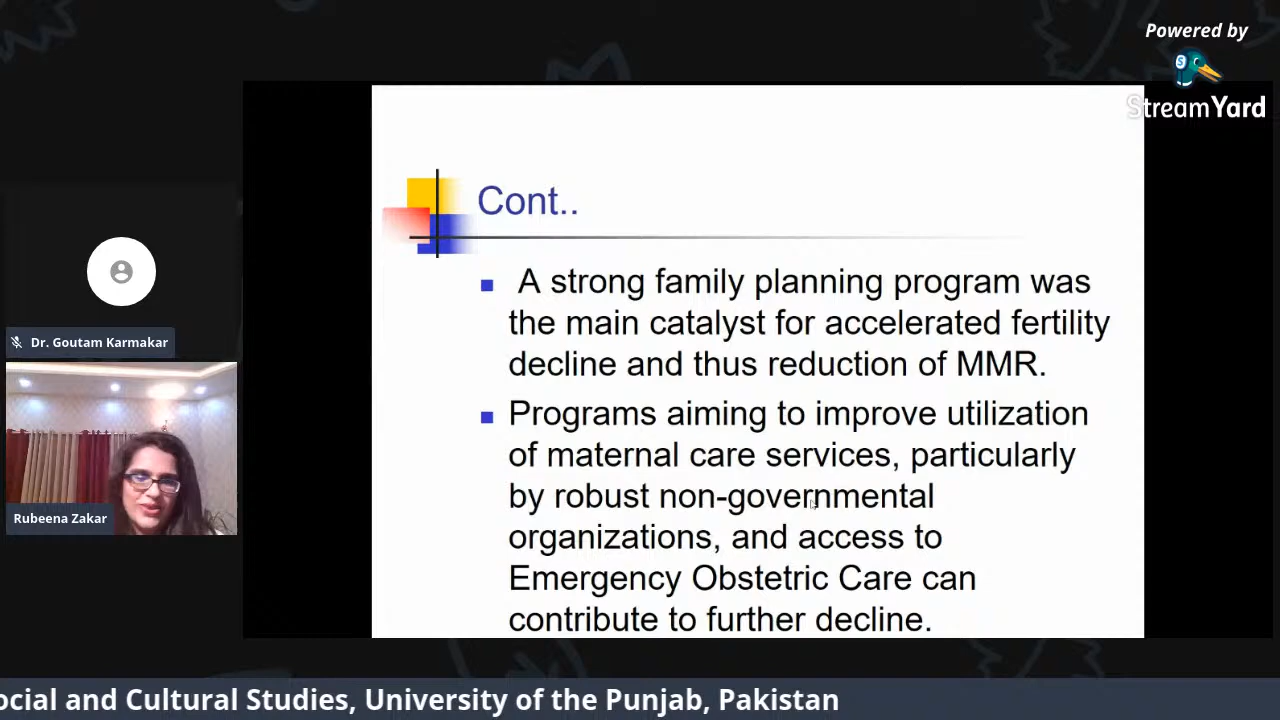 Powered by
StreamYard
Cont..
A strong family planning program was
the main catalyst for accelerated fertility
decline and thus reduction of MMR.
Programs aiming to improve utilization
of maternal care services, particularly
by robust non-governmental
organizations, and access to
Emergency Obstetric Care can
contribute to further decline.
Dr. Goutam Karmakar
Rubeena Zakar
ocial and Cultural Studies, University of the Punjab, Pakistan